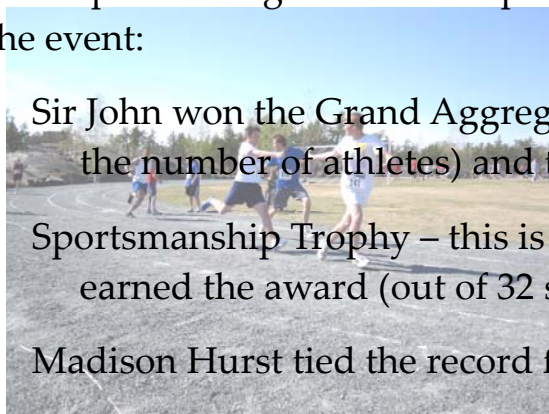 he event:
Sir John won the Grand Aggreg
the number of athletes) and t
Sportsmanship Trophy – this is
earned the award (out of 32 s
Madison Hurst tied the record f